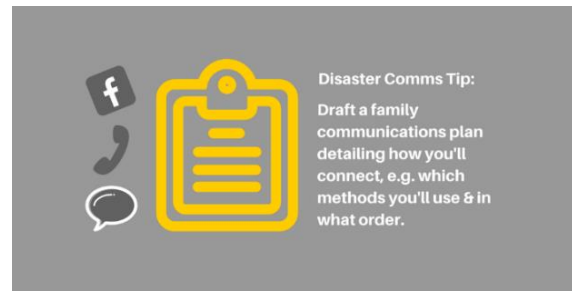 Disaster Comms Tip:
Draft a family
communications plan
detailing how you'll
connect, e.g. which
methods you'll use & in
what order.